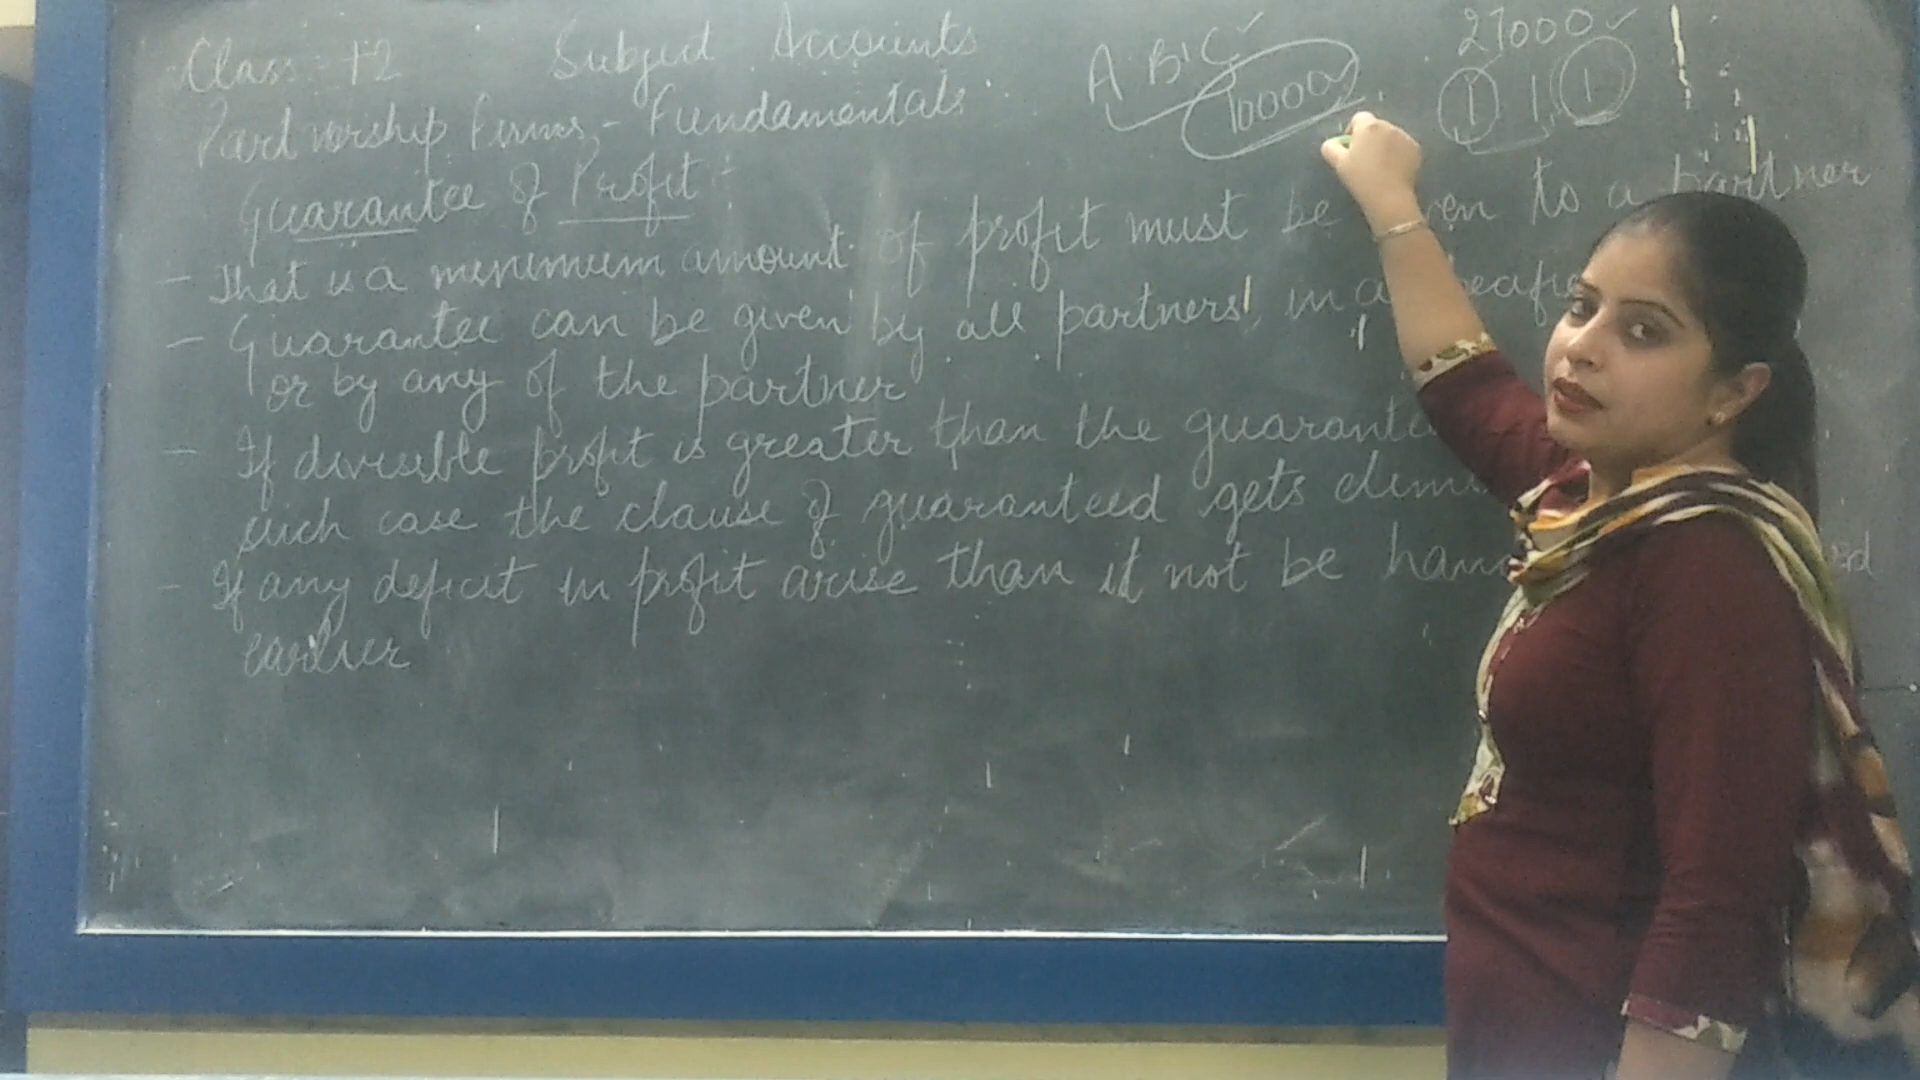 Class - 12 Subject Accounts
Partnership Firms - Fundamentals
Guarantee of Profit :-
A B C
10000
27000
1 1 1
- That is a minimum amount of profit must be to a partner
- Guarantee can be given by all partners in a
or by any of the partner
- If divisible profit is greater than the
such case the clause of guaranteed gets
- If any deficit in profit arise than it not be
earlier